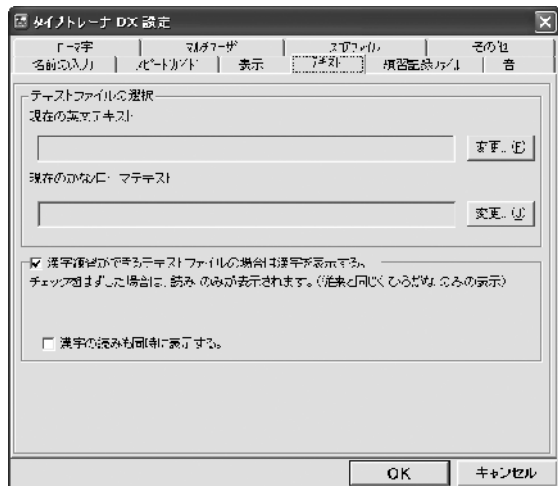 タイプトレーナ DX 設定
ローマ字 マルチユーザ スコアファイル その他
名前の入力 スピードガイド 表示 テキスト 練習記録ファイル 音
テキストファイルの選択
現在の英文テキスト
変更...(E)
現在のかな/ローマ字テキスト
変更...(J)
漢字練習ができるテキストファイルの場合は漢字を表示する。
チェックをはずした場合は、読み のみが表示されます。(従来と同じく ひらがな のみの表示)
漢字の読みも同時に表示する。
OK キャンセル